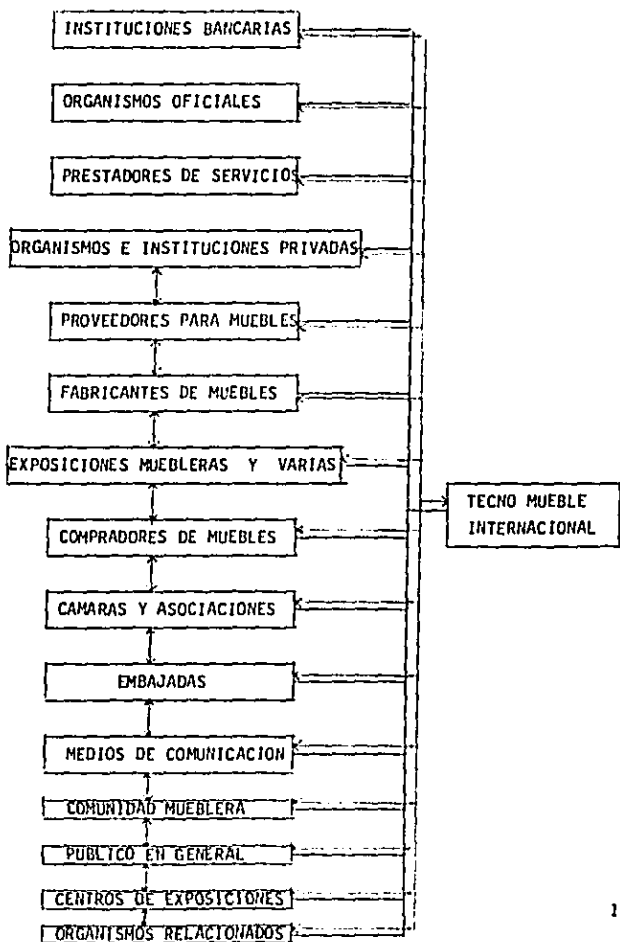 INSTITUCIONES BANCARIAS
ORGANISMOS OFICIALES
PRESTADORES DE SERVICIOS
ORGANISMOS E INSTITUCIONES PRIVADAS
PROVEEDORES PARA MUEBLES
FABRICANTES DE MUEBLES
EXPOSICIONES MUEBLERAS Y VARIAS
TECNO MUEBLE
INTERNACIONAL
COMPRADORES DE MUEBLES
CAMARAS Y ASOCIACIONES
EMBAJADAS
MEDIOS DE COMUNICACION
COMUNIDAD MUEBLERA
PUBLICO EN GENERAL
CENTROS DE EXPOSICIONES
ORGANISMOS RELACIONADOS